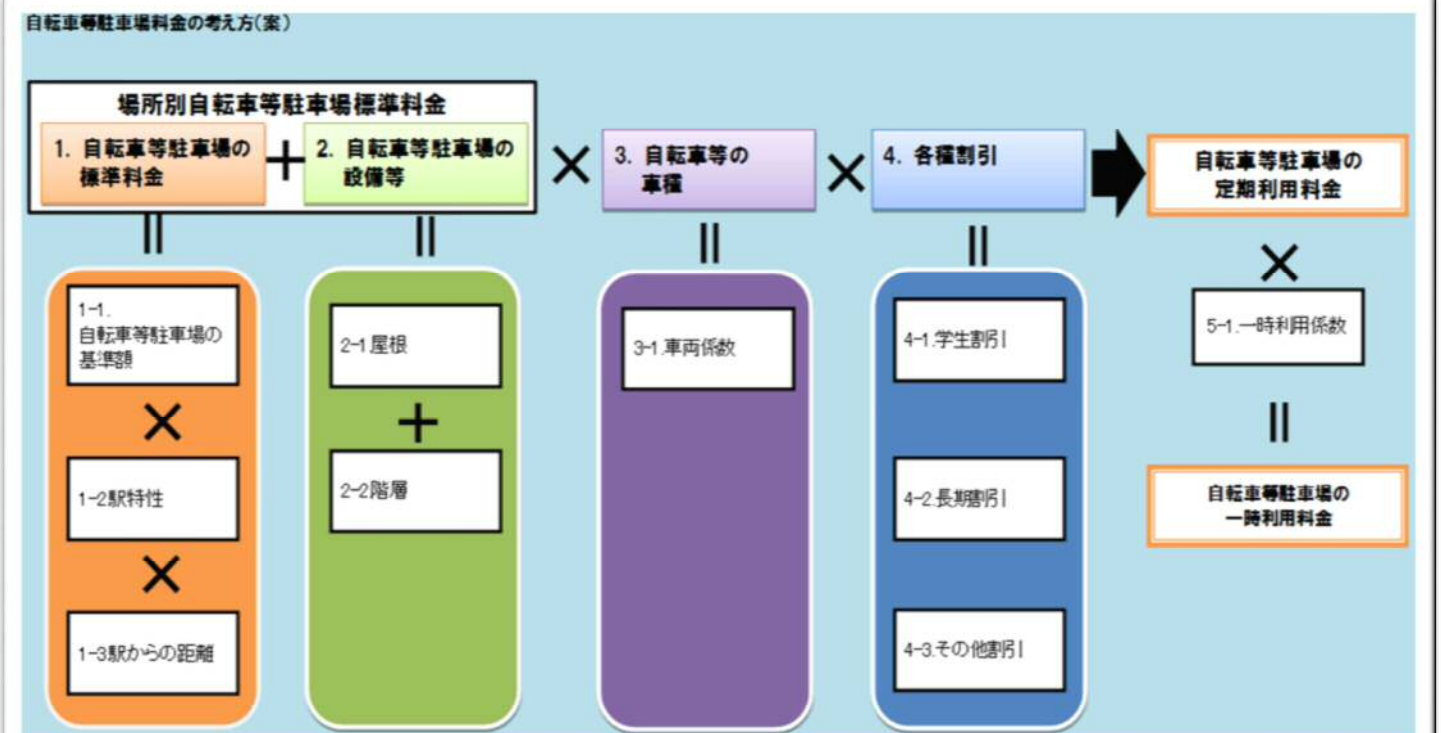 自転車等駐車場料金の考え方(案)
場所別自転車等駐車場標準料金
1. 自転車等駐車場の
標準料金
+
2. 自転車等駐車場の
設備等
×
3. 自転車等の
車種
×
4. 各種割引
自転車等駐車場の
定期利用料金
=
=
=
=
×
1-1.
自転車等駐車場の
基準額
×
1-2駅特性
×
1-3駅からの距離
2-1屋根
+
2-2階層
3-1.車両係数
4-1.学生割引
4-2.長期割引
4-3.その他割引
5-1.一時利用係数
=
自転車等駐車場の
一時利用料金